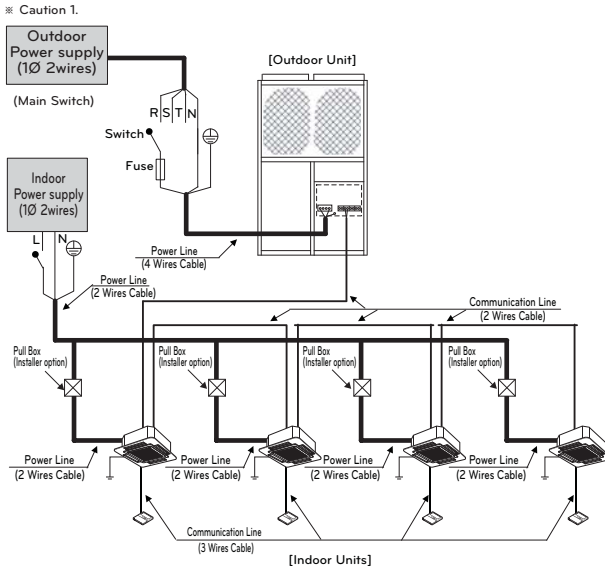 ※ Caution 1.
Outdoor
Power supply
(1Ø 2wires)
(Main Switch)
[Outdoor Unit]
R S T N
Switch
Fuse
Indoor
Power supply
(1Ø 2wires)
L N
Power Line
(4 Wires Cable)
Power Line
(2 Wires Cable)
Communication Line
(2 Wires Cable)
Pull Box
(Installer option)
Pull Box
(Installer option)
Pull Box
(Installer option)
Pull Box
(Installer option)
Power Line
(2 Wires Cable)
Power Line
(2 Wires Cable)
Power Line
(2 Wires Cable)
Power Line
(2 Wires Cable)
Communication Line
(3 Wires Cable)
[Indoor Units]